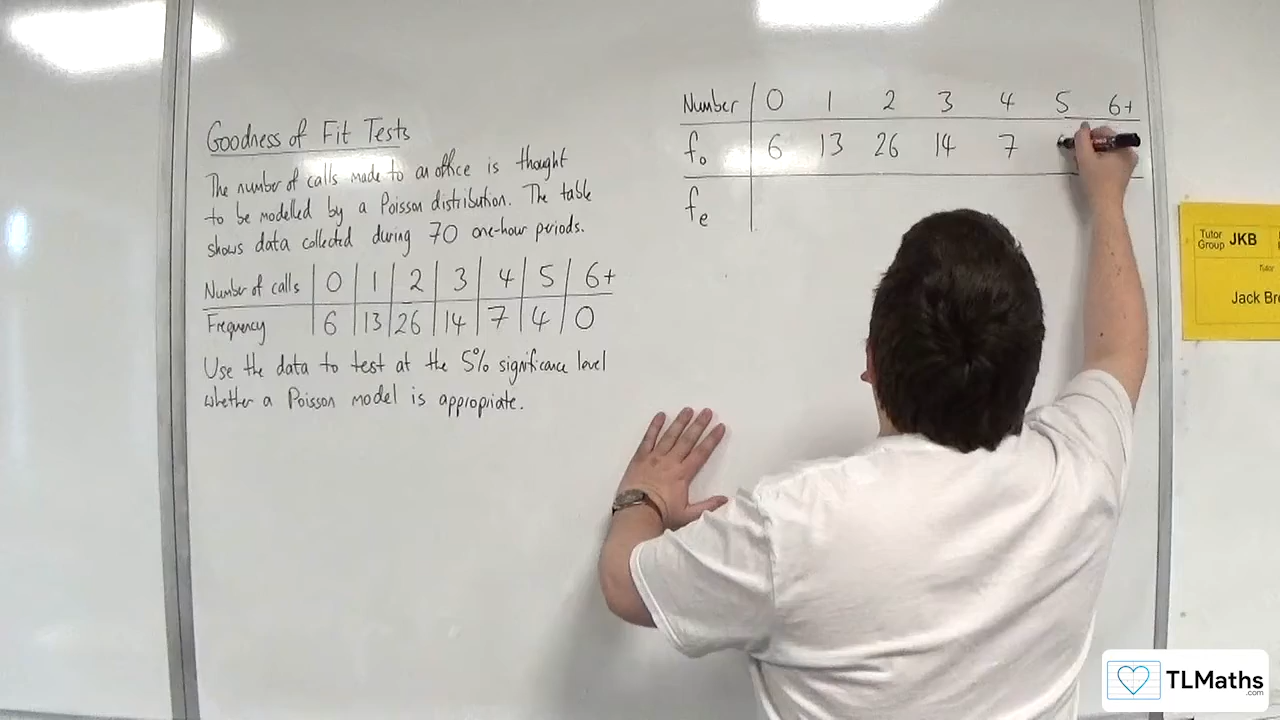 Goodness of Fit Tests
The number of calls made to an office is thought
to be modelled by a Poisson distribution. The table
shows data collected during 70 one-hour periods.
Number of calls 0 1 2 3 4 5 6+
Frequency 6 13 26 14 7 4 0
Use the data to test at the 5% significance level
whether a Poisson model is appropriate.
Number 0 1 2 3 4 5 6+
fo 6 13 26 14 7
fe
Tutor
Group JKB
Tutor
Jack Bro
TLMaths
.com